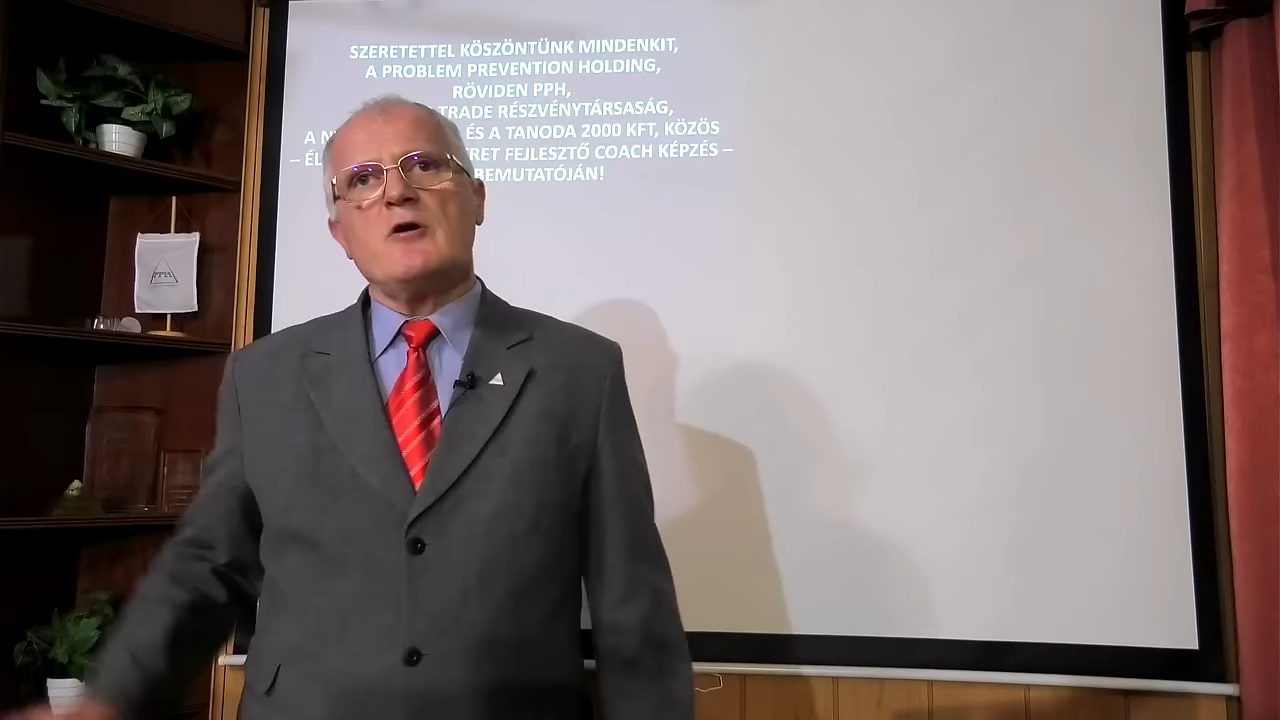 SZERETETTEL KÖSZÖNTÜNK MINDENKIT,
A PROBLEM PREVENTION HOLDING,
RÖVIDEN PPH,
TRADE RÉSZVÉNYTÁRSASÁG,
A ÉS A TANODA 2000 KFT, KÖZÖS
– FEJLESZTŐ COACH KÉPZÉS –
BEMUTATÓJÁN!